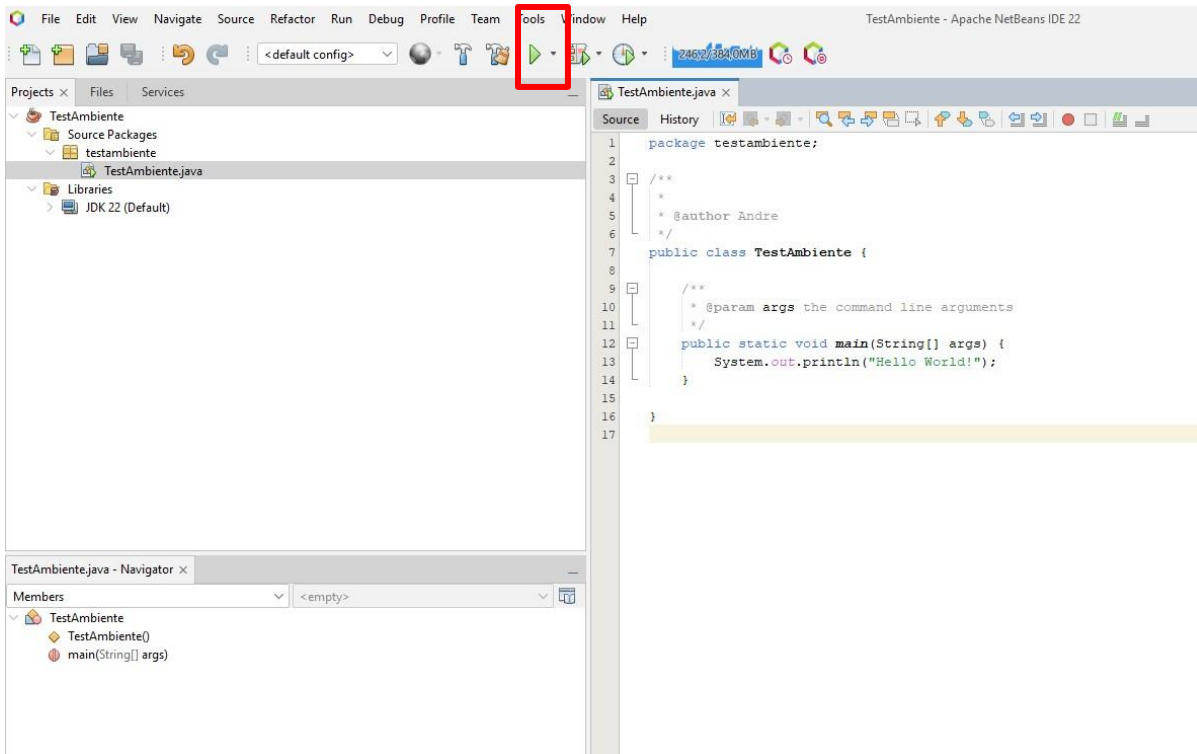 File Edit View Navigate Source Refactor Run Debug Profile Team Tools Window Help
TestAmbiente - Apache NetBeans IDE 22
<default config>
246,2/384,0MB
Projects × Files Services
TestAmbiente
Source Packages
testambiente
TestAmbiente.java
Libraries
JDK 22 (Default)
TestAmbiente.java - Navigator ×
Members
<empty>
TestAmbiente
TestAmbiente()
main(String[] args)
TestAmbiente.java ×
Source History
1 package testambiente;
2
3 /**
4 *
5 * @author Andre
6 */
7 public class TestAmbiente {
8
9 /**
10 * @param args the command line arguments
11 */
12 public static void main(String[] args) {
13 System.out.println("Hello World!");
14 }
15
16 }
17